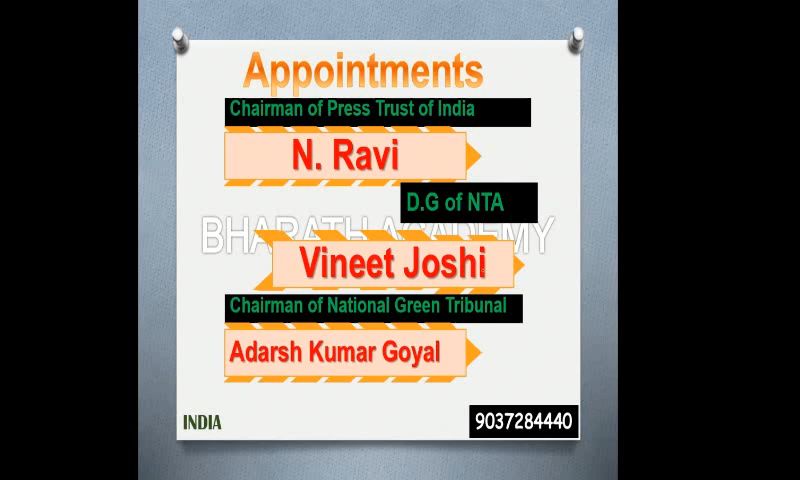 Appointments
Chairman of Press Trust of India
N. Ravi
D.G of NTA
BHARATH ACADEMY
Vineet Joshi
Chairman of National Green Tribunal
Adarsh Kumar Goyal
INDIA
9037284440